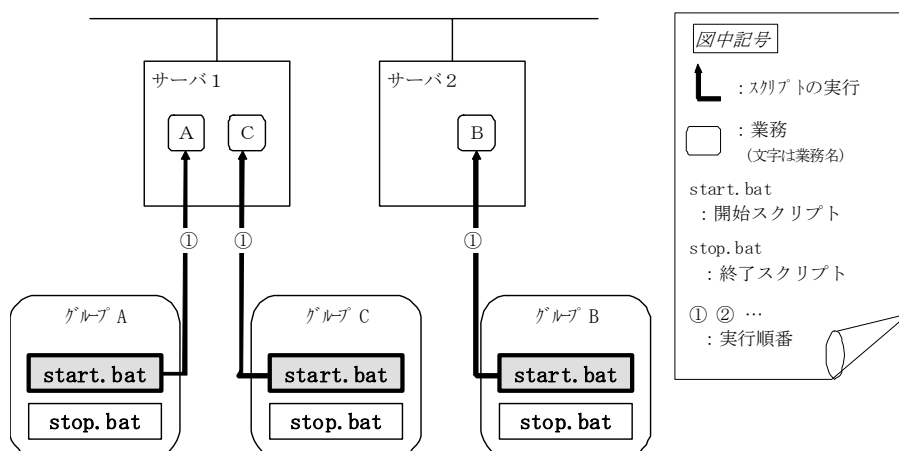 サーバ1
A
C
サーバ2
B
①
①
①
グループ A
start.bat
stop.bat
グループ C
start.bat
stop.bat
グループ B
start.bat
stop.bat
図中記号
：スクリプトの実行
：業務
(文字は業務名)
start.bat
：開始スクリプト
stop.bat
：終了スクリプト
① ② …
：実行順番